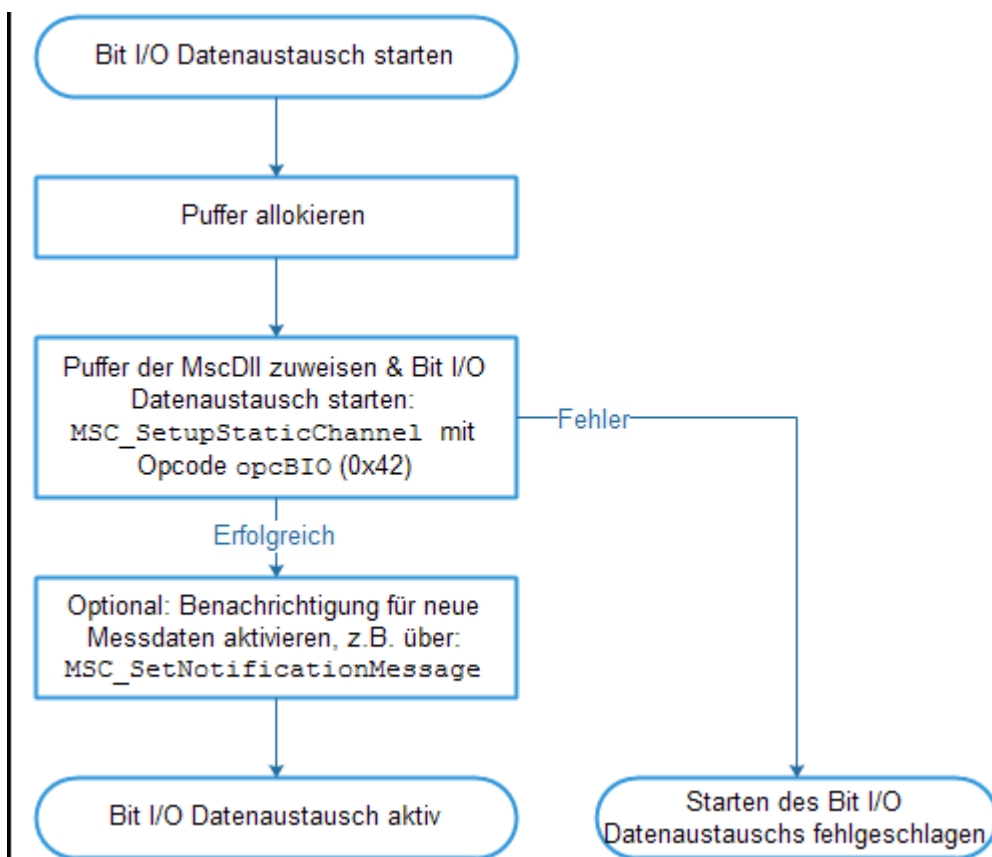 Bit I/O Datenaustausch starten
Puffer allokieren
Puffer der MscDll zuweisen & Bit I/O
Datenaustausch starten:
MSC_SetupStaticChannel mit
Opcode opcBIO (0x42)
Fehler
Erfolgreich
Optional: Benachrichtigung für neue
Messdaten aktivieren, z.B. über:
MSC_SetNotificationMessage
Bit I/O Datenaustausch aktiv
Starten des Bit I/O
Datenaustauschs fehlgeschlagen